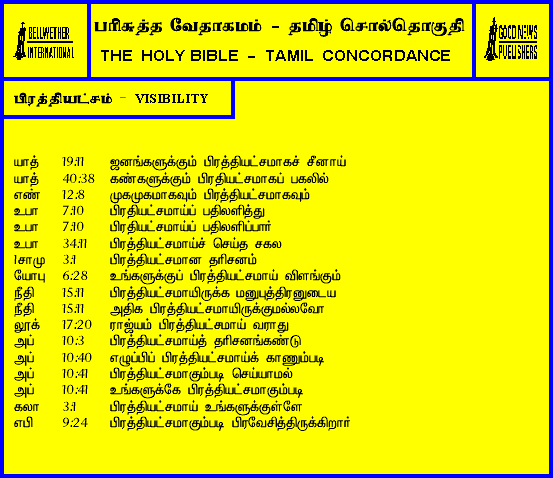 BELLWETHER
INTERNATIONAL
பரிசுத்த வேதாகமம் - தமிழ் சொல்தொகுதி
THE HOLY BIBLE - TAMIL CONCORDANCE
GOOD NEWS
PUBLISHERS
பிரத்தியட்சம் - VISIBILITY
யாத் 19:11 ஜனங்களுக்கும் பிரத்தியட்சமாகச் சீனாய்
யாத் 40:38 கண்களுக்கும் பிரதியட்சமாகப் பகலில்
எண் 12:8 முகமுகமாகவும் பிரத்தியட்சமாகவும்
உபா 7:10 பிரதியட்சமாய்ப் பதிலளித்து
உபா 7:10 பிரதியட்சமாய்ப் பதிலளிப்பார்
உபா 34:11 பிரத்தியட்சமாய்ச் செய்த சகல
1சாமு 3:1 பிரத்தியட்சமான தரிசனம்
யோபு 6:28 உங்களுக்குப் பிரத்தியட்சமாய் விளங்கும்
நீதி 15:11 பிரத்தியட்சமாயிருக்க மனுபுத்திரனுடைய
நீதி 15:11 அதிக பிரத்தியட்சமாயிருக்குமல்லவோ
லூக் 17:20 ராஜ்யம் பிரத்தியட்சமாய் வராது
அப் 10:3 பிரத்தியட்சமாய்த் தரிசனங்கண்டு
அப் 10:40 எழுப்பிப் பிரத்தியட்சமாய்க் காணும்படி
அப் 10:41 பிரத்தியட்சமாகும்படி செய்யாமல்
அப் 10:41 உங்களுக்கே பிரத்தியட்சமாகும்படி
கலா 3:1 பிரத்தியட்சமாய் உங்களுக்குள்ளே
எபி 9:24 பிரத்தியட்சமாகும்படி பிரவேசித்திருக்கிறார்